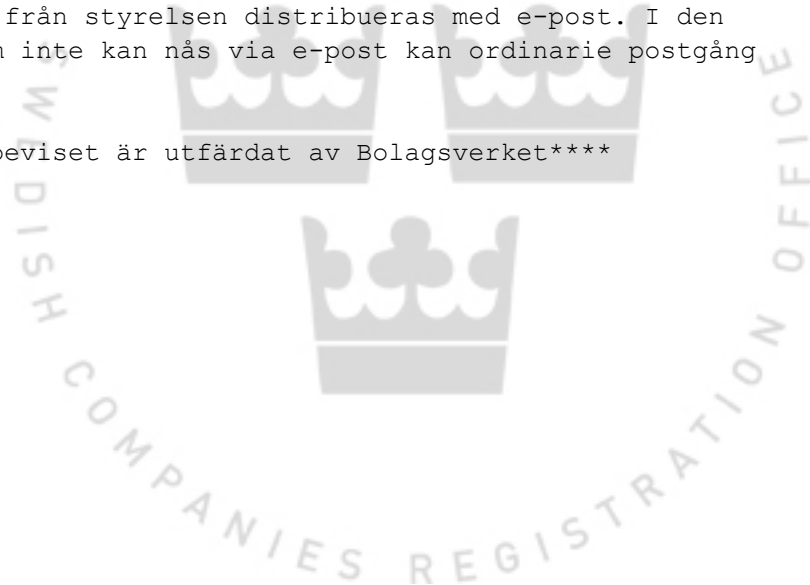 från styrelsen distribueras med e-post. I den
inte kan nås via e-post kan ordinarie postgång
beviset är utfärdat av Bolagsverket****
SWEDISH COMPANIES REGISTRATION OFFICE